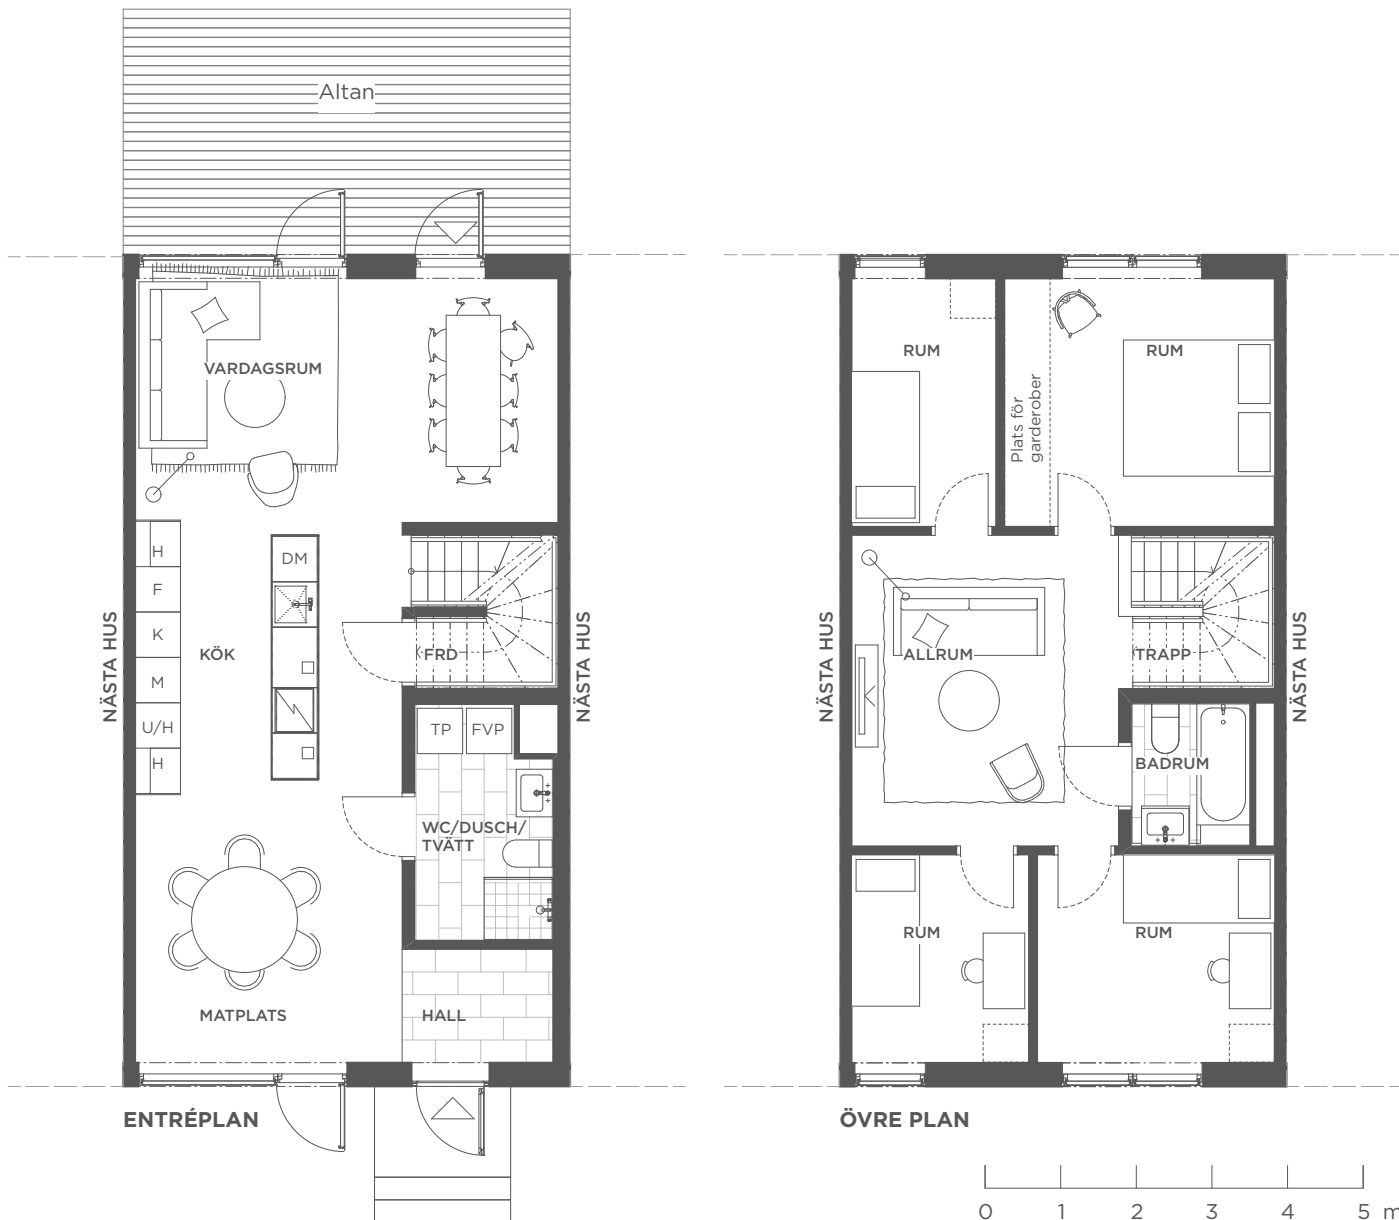 Altan
VARDAGSRUM
H
F
K
M
U/H
H
KÖK
DM
FRD
TP
FVP
WC/DUSCH/
TVÄTT
MATPLATS
HALL
NÄSTA HUS
NÄSTA HUS
ENTRÉPLAN
RUM
RUM
Plats för
garderober
ALLRUM
TRAPP
BADRUM
RUM
RUM
NÄSTA HUS
NÄSTA HUS
ÖVRE PLAN
0 1 2 3 4 5 m